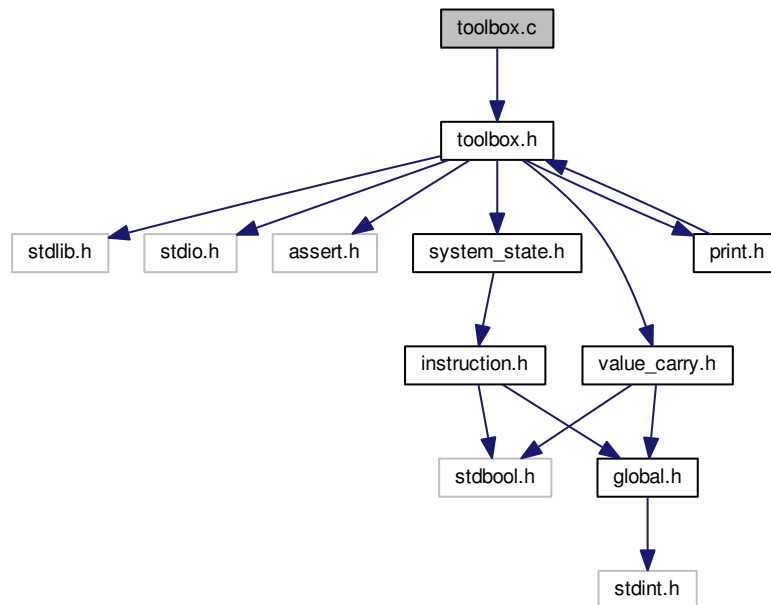 toolbox.c
toolbox.h
stdlib.h
stdio.h
assert.h
system_state.h
print.h
instruction.h
value_carry.h
stdbool.h
global.h
stdint.h